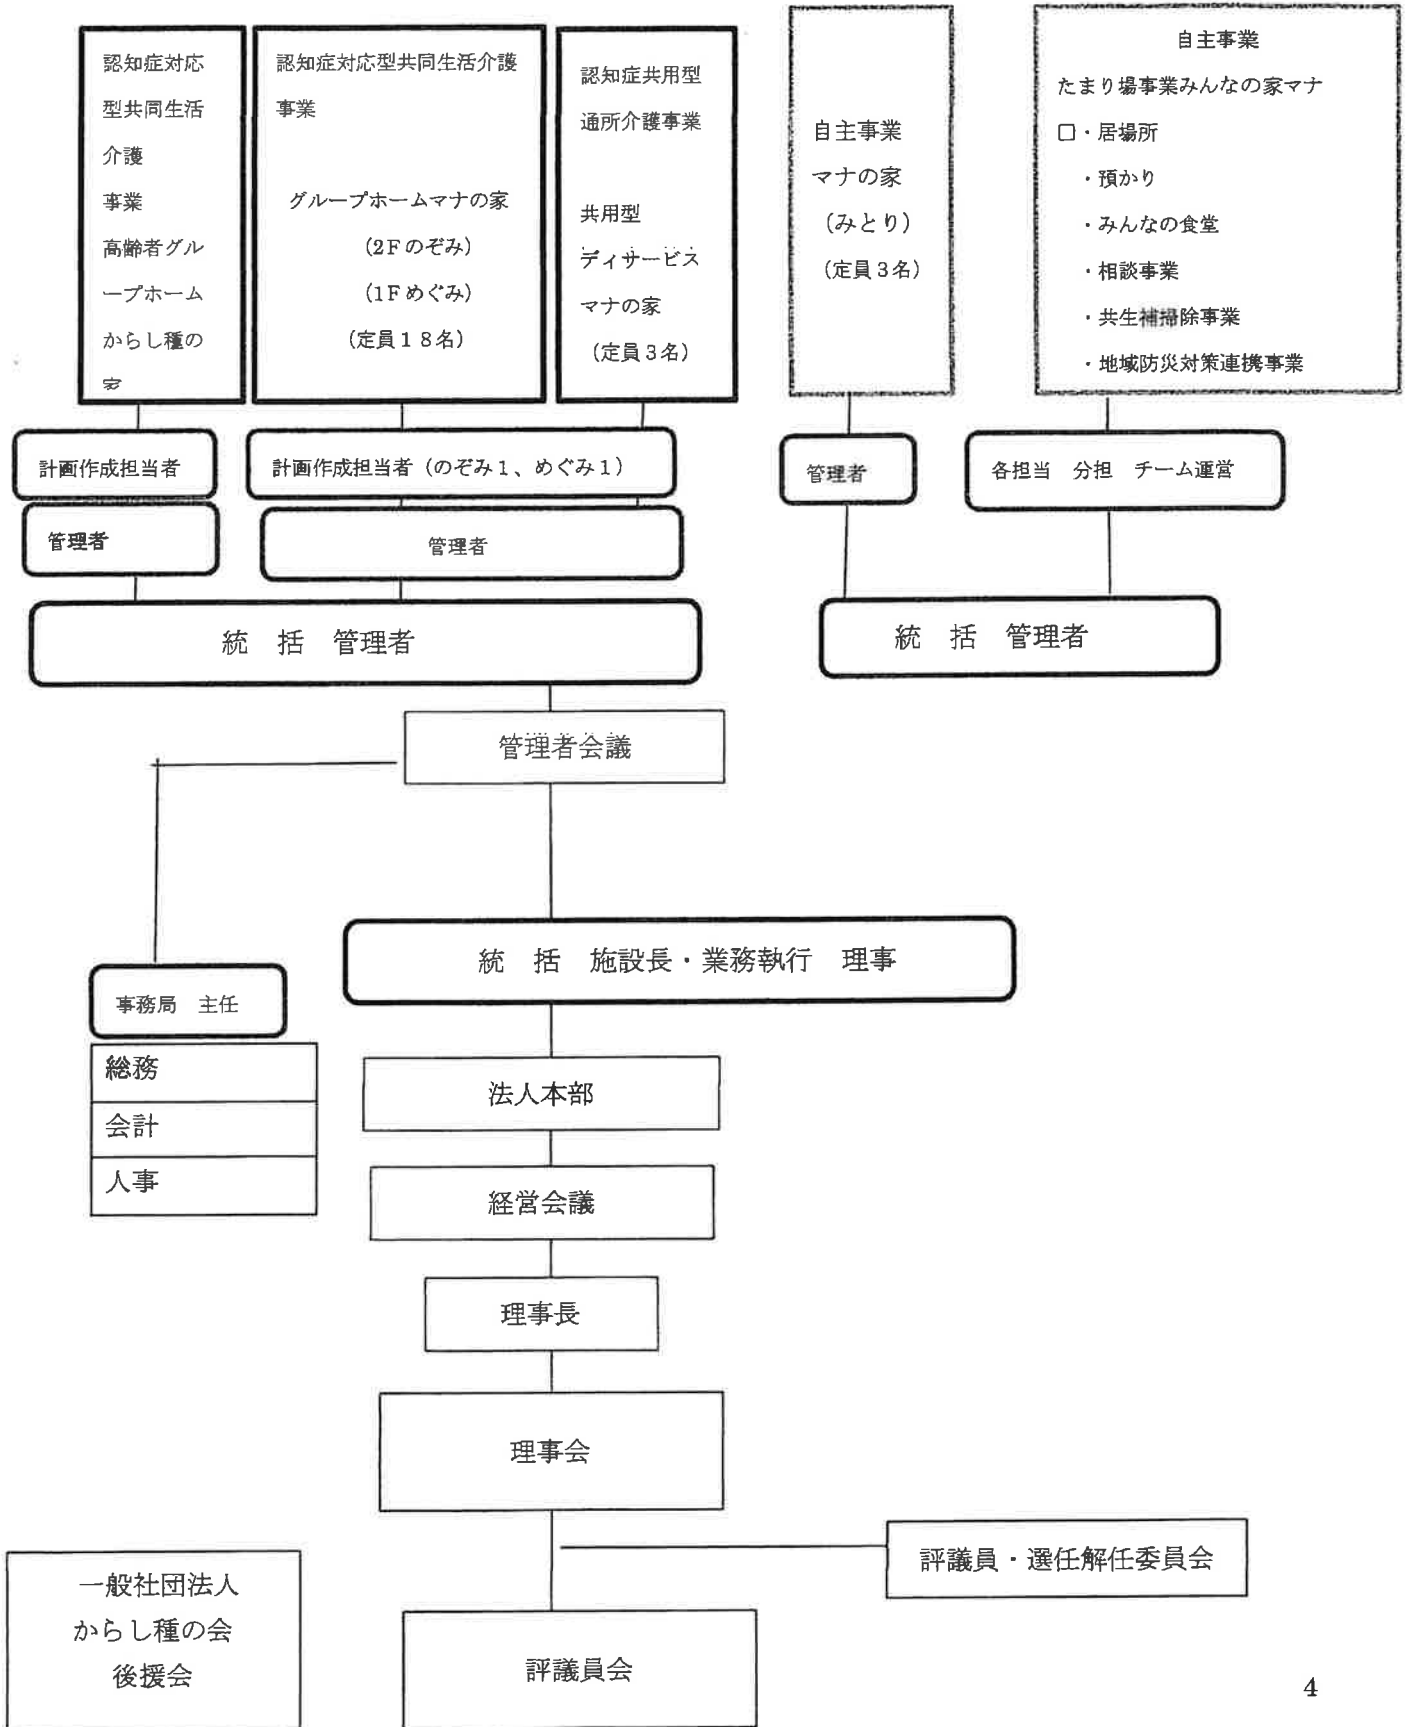 認知症対応
型共同生活
介護
事業
高齢者グル
ープホーム
からし種の
家
認知症対応型共同生活介護
事業
グループホームマナの家
（2Fのぞみ）
（1Fめぐみ）
（定員１８名）
認知症共用型
通所介護事業
共用型
ディサービス
マナの家
（定員３名）
自主事業
マナの家
（みとり）
（定員３名）
自主事業
たまり場事業みんなの家マナ
口・居場所
・預かり
・みんなの食堂
・相談事業
・共生補掃除事業
・地域防災対策連携事業
計画作成担当者
計画作成担当者（のぞみ１、めぐみ１）
管理者
各担当　分担　チーム運営
管理者
管理者
統　括　管理者
統　括　管理者
管理者会議
統　括　施設長・業務執行　理事
事務局　主任
総務
会計
人事
法人本部
経営会議
理事長
理事会
評議員・選任解任委員会
一般社団法人
からし種の会
後援会
評議員会
4